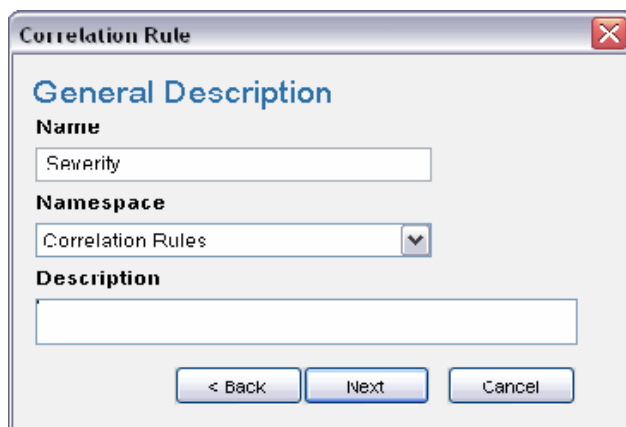 Correlation Rule
General Description
Name
Severity
Namespace
Correlation Rules
Description
< Back Next Cancel